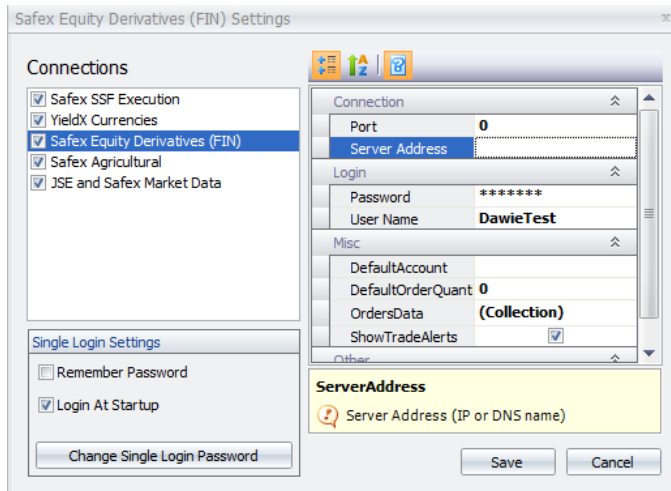 Safex Equity Derivatives (FIN) Settings
Connections
Safex SSF Execution
YieldX Currencies
Safex Equity Derivatives (FIN)
Safex Agricultural
JSE and Safex Market Data
Single Login Settings
Remember Password
Login At Startup
Change Single Login Password
Connection
Port 0
Server Address
Login
Password *******
User Name DawieTest
Misc
DefaultAccount
DefaultOrderQuant 0
OrdersData (Collection)
ShowTradeAlerts
Other
ServerAddress
Server Address (IP or DNS name)
Save Cancel